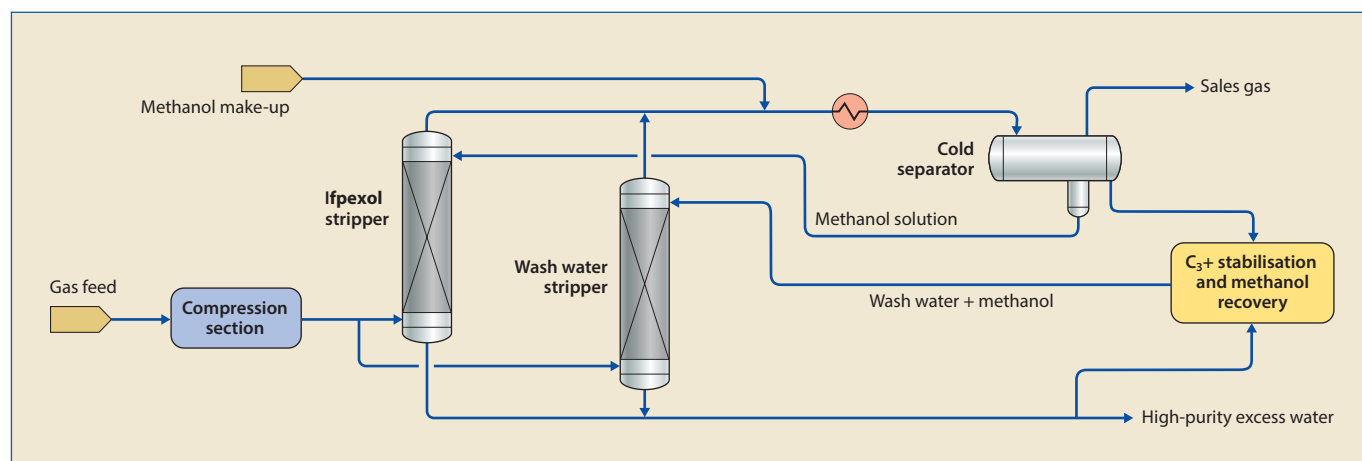 Methanol make-up
Sales gas
Cold
separator
Ifpexol
stripper
Methanol solution
Wash water
stripper
Gas feed
Compression
section
Wash water + methanol
C₃+ stabilisation
and methanol
recovery
High-purity excess water